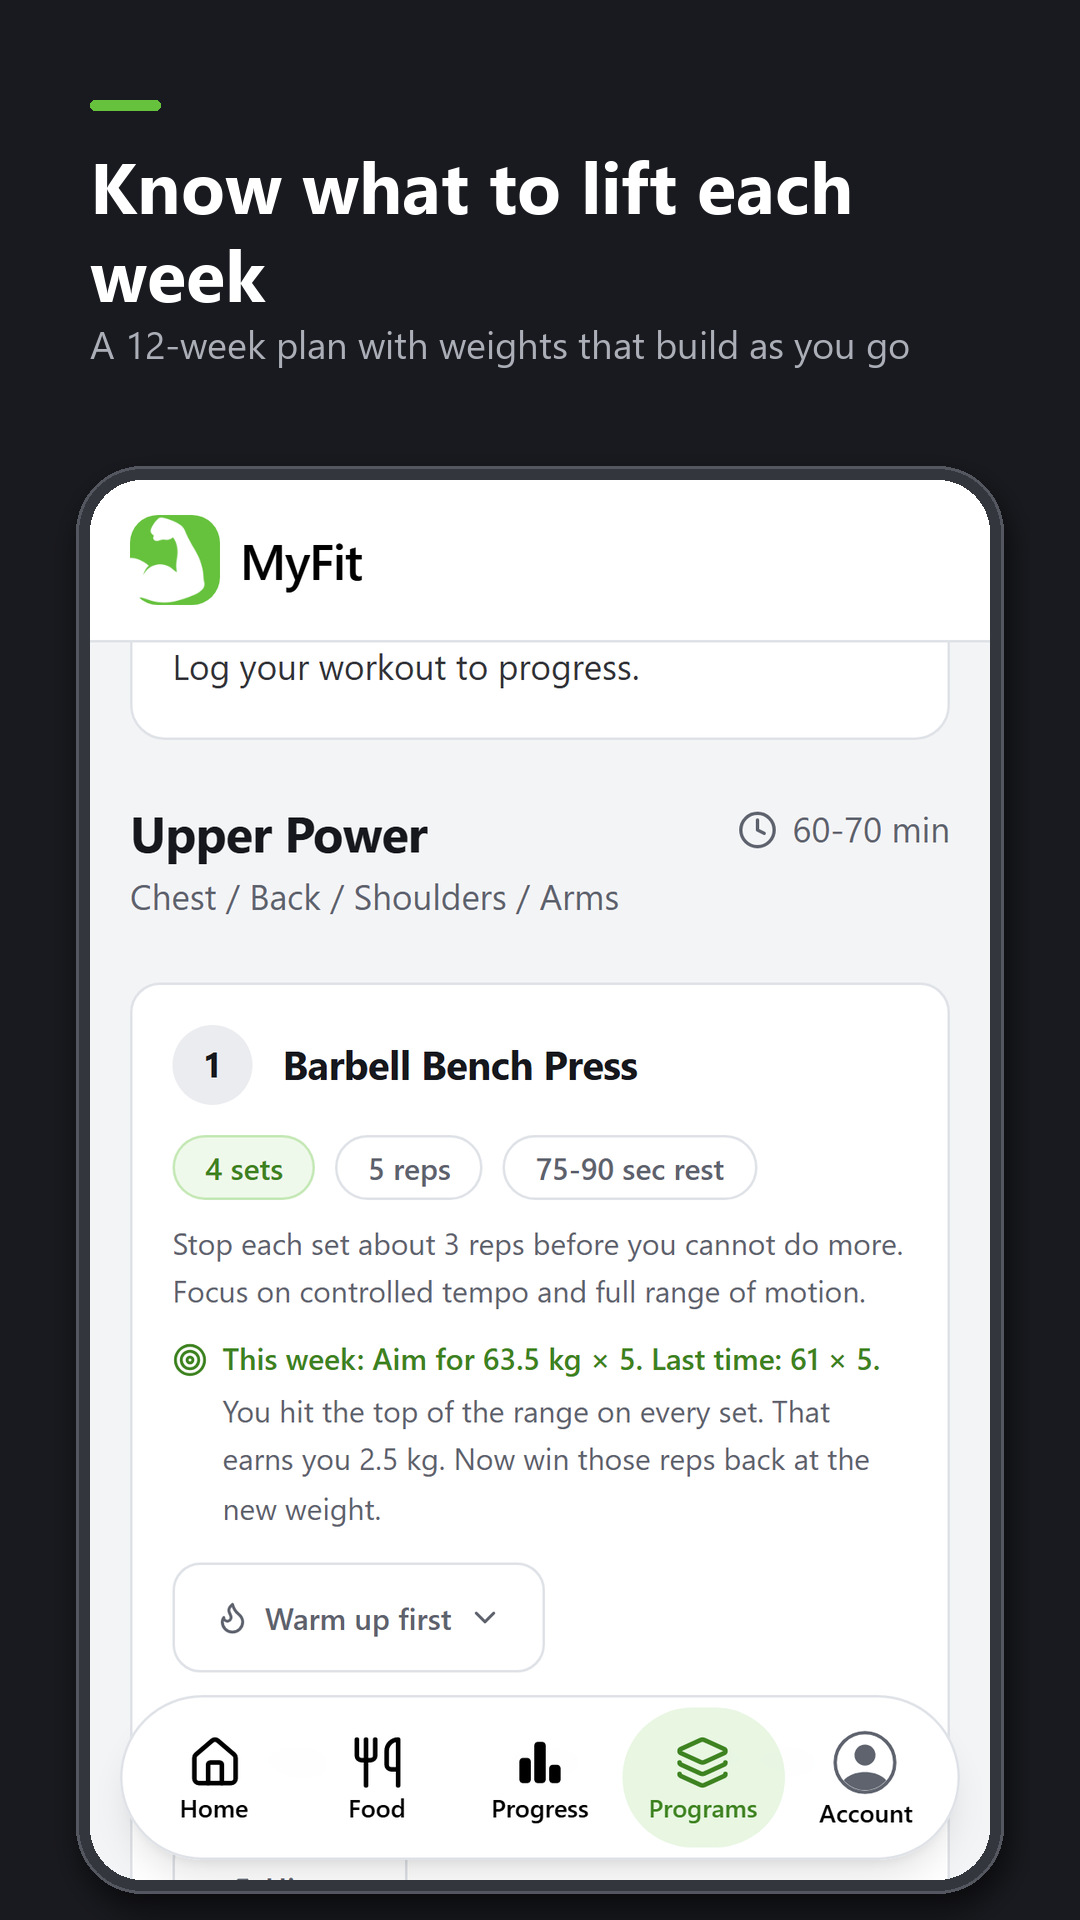 Know what to lift each
week
A 12-week plan with weights that build as you go
MyFit
Log your workout to progress.
Upper Power
60-70 min
Chest / Back / Shoulders / Arms
1
Barbell Bench Press
4 sets
5 reps
75-90 sec rest
Stop each set about 3 reps before you cannot do more.
Focus on controlled tempo and full range of motion.
This week: Aim for 63.5 kg × 5. Last time: 61 × 5.
You hit the top of the range on every set. That
earns you 2.5 kg. Now win those reps back at the
new weight.
Warm up first
Home
Food
Progress
Programs
Account